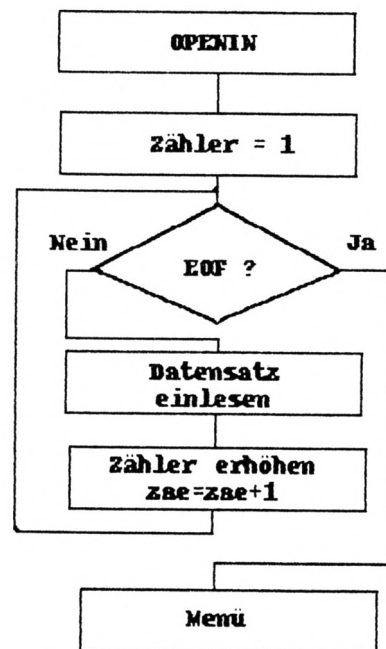 OPENIN
Zähler = 1
Nein
Ja
EOF ?
Datensatz
einlesen
Zähler erhöhen
zae=zae+1
Menü